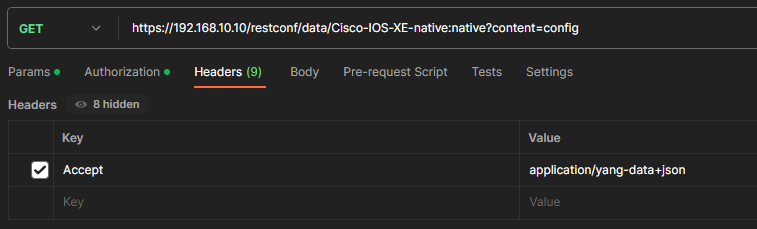 GET https://192.168.10.10/restconf/data/Cisco-IOS-XE-native:native?content=config
Params Authorization Headers (9) Body Pre-request Script Tests Settings
Headers 8 hidden
Key Value
Accept application/yang-data+json
Key Value